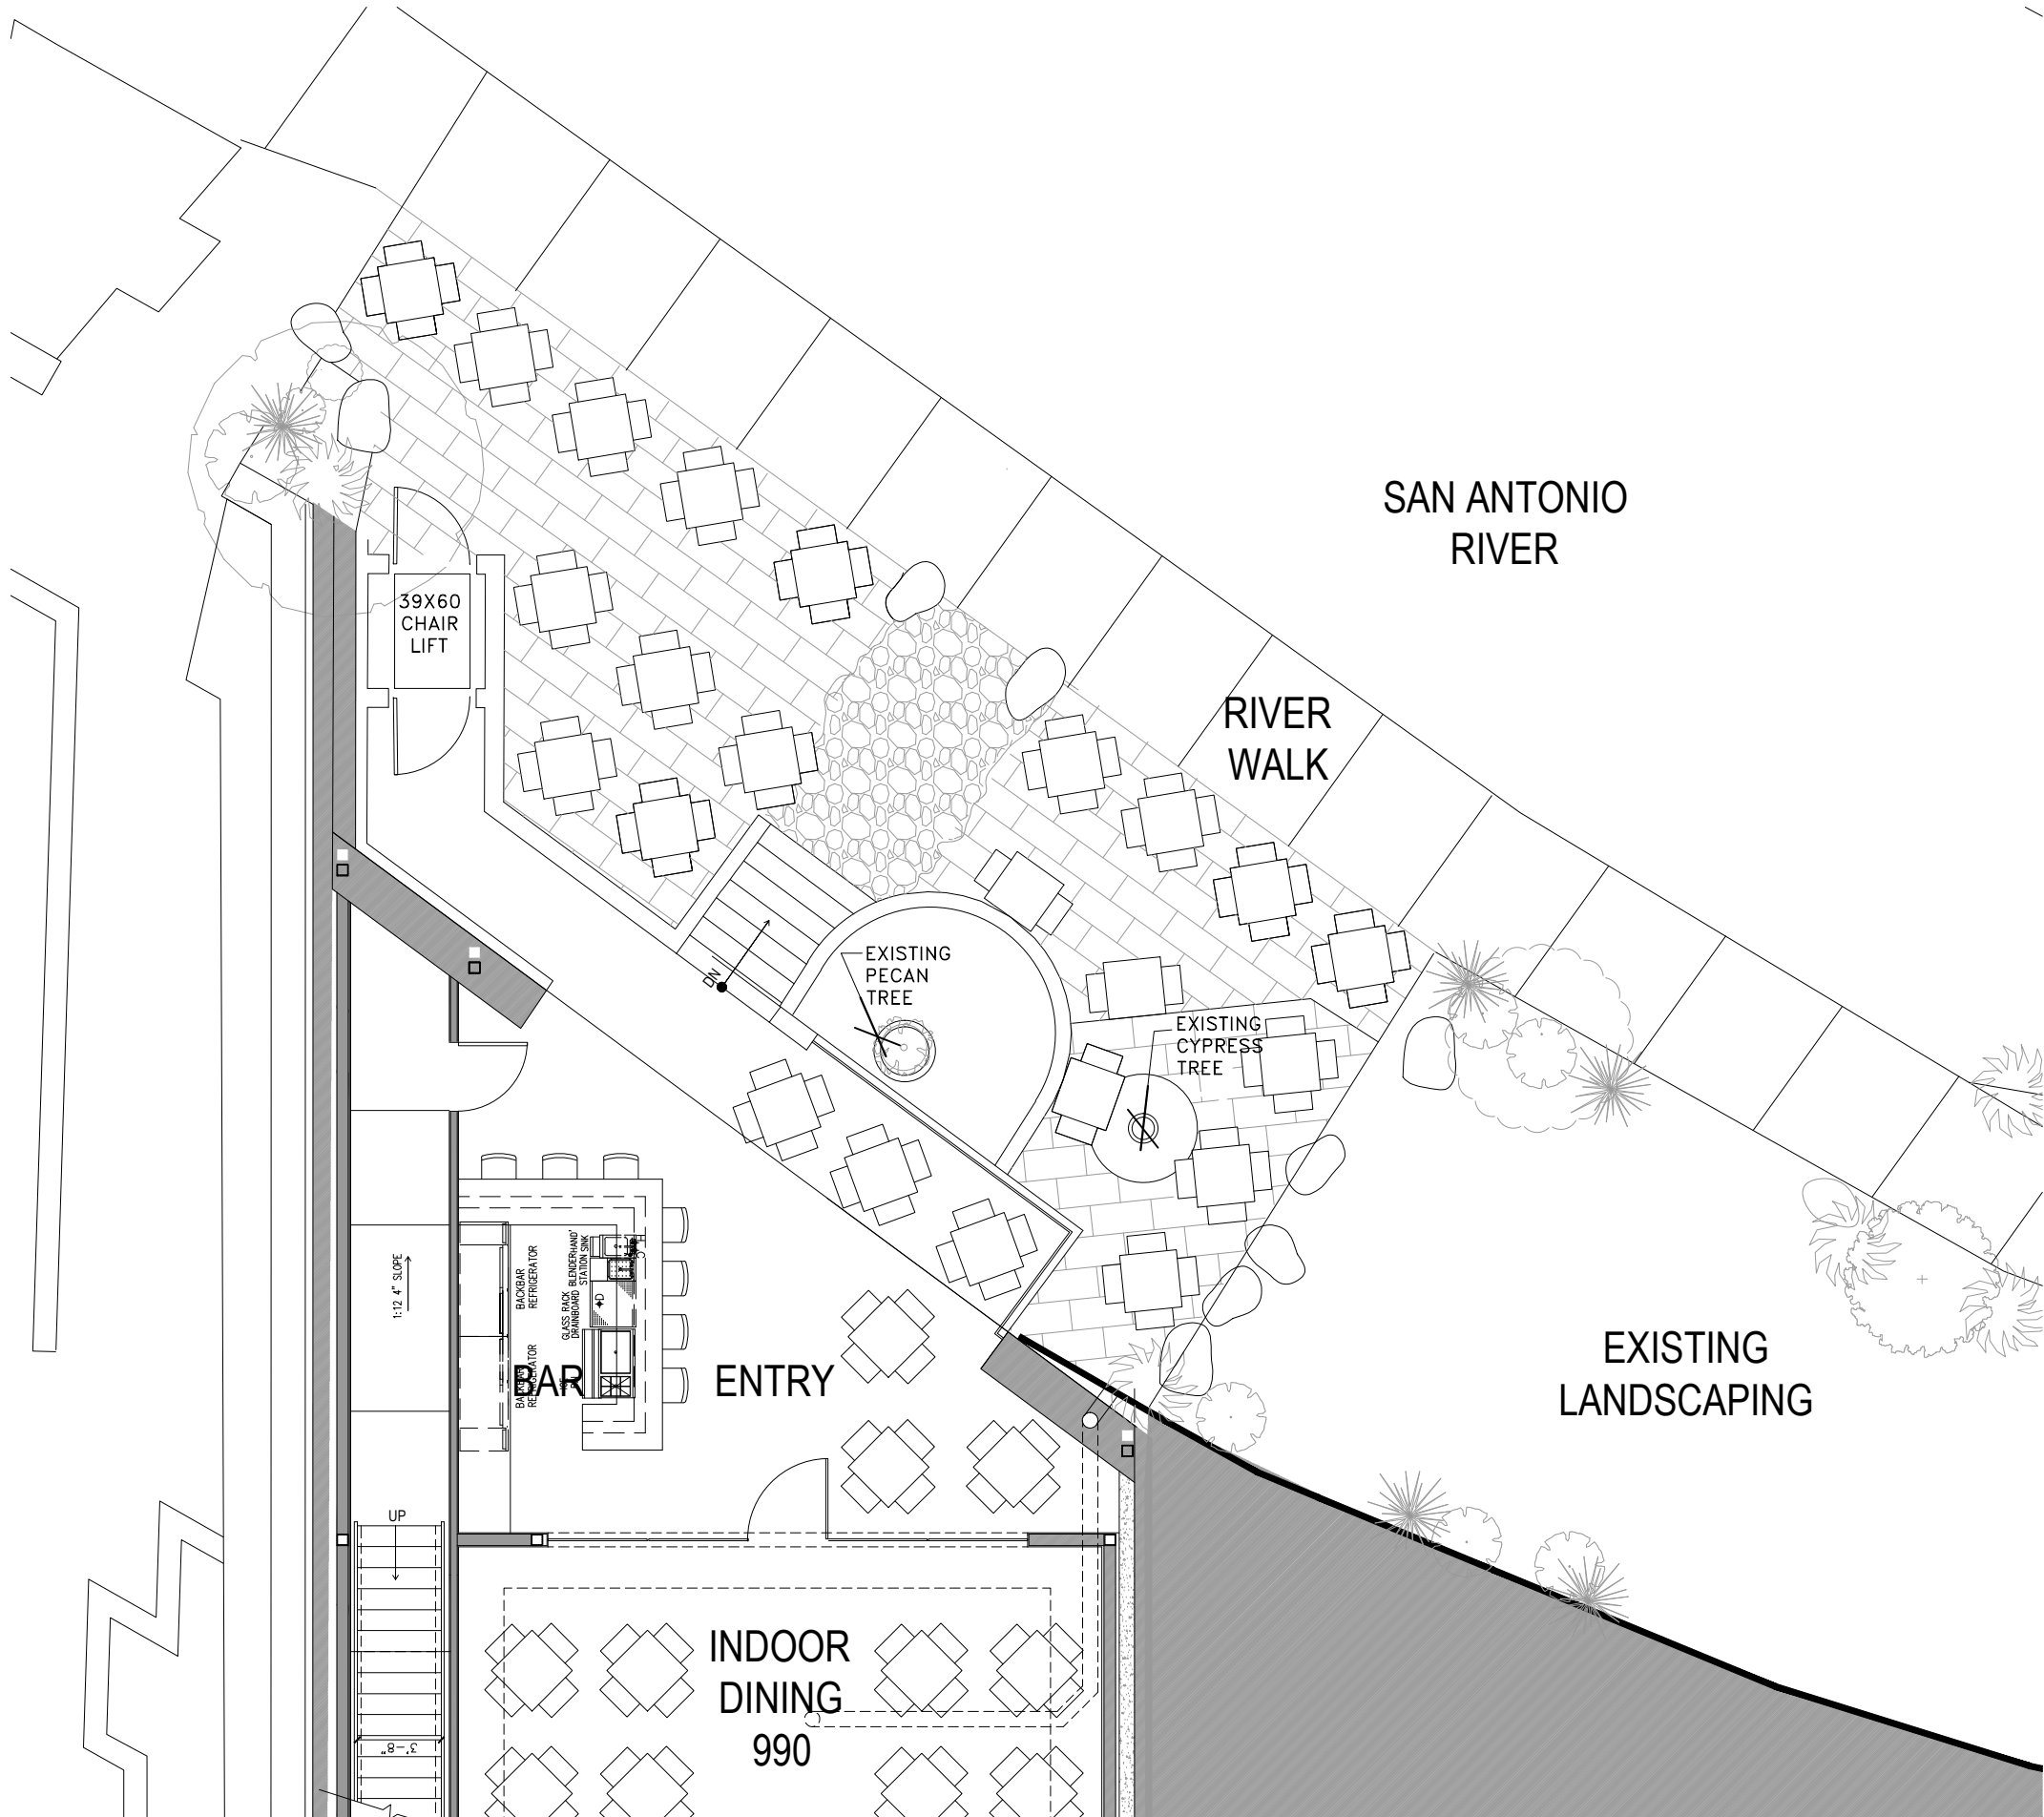 SAN ANTONIO
RIVER
39X60
CHAIR
LIFT
RIVER
WALK
EXISTING
PECAN
TREE
DN
EXISTING
CYPRESS
TREE
1:12 4" SLOPE
BACKBAR
REFRIGERATOR
BACKBAR
REFRIGERATOR
GLASS RACK
DRAINBOARD
BLENDER
STATION
HAND
SINK
H
C
D
BAR
ENTRY
EXISTING
LANDSCAPING
UP
INDOOR
DINING
990
3'-8"